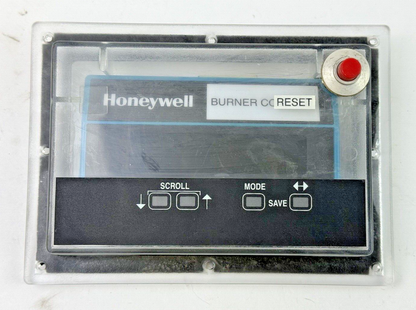 Honeywell BURNER CO RESET
SCROLL MODE
SAVE